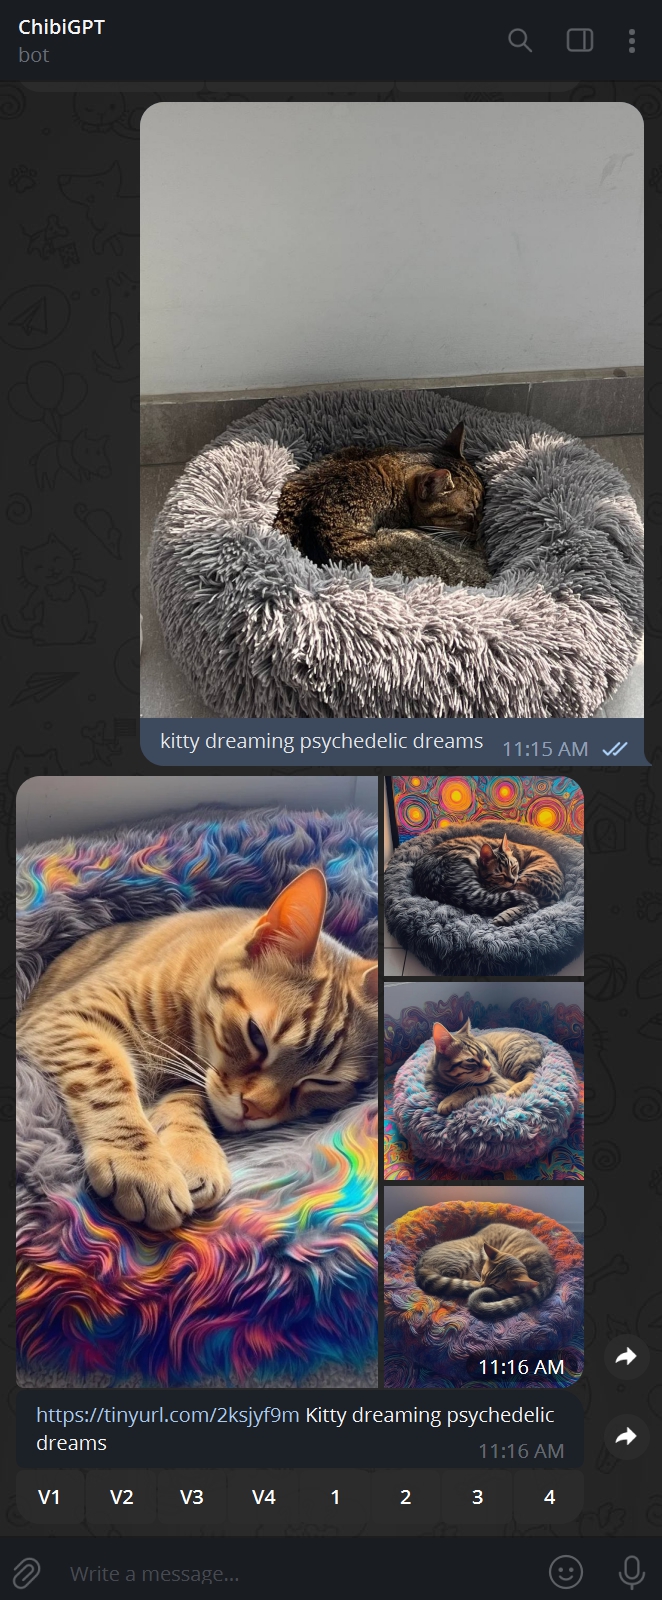 ChibiGPT
bot
kitty dreaming psychedelic dreams 11:15 AM
11:16 AM
https://tinyurl.com/2ksjyf9m Kitty dreaming psychedelic
dreams 11:16 AM
V1 V2 V3 V4 1 2 3 4
Write a message...